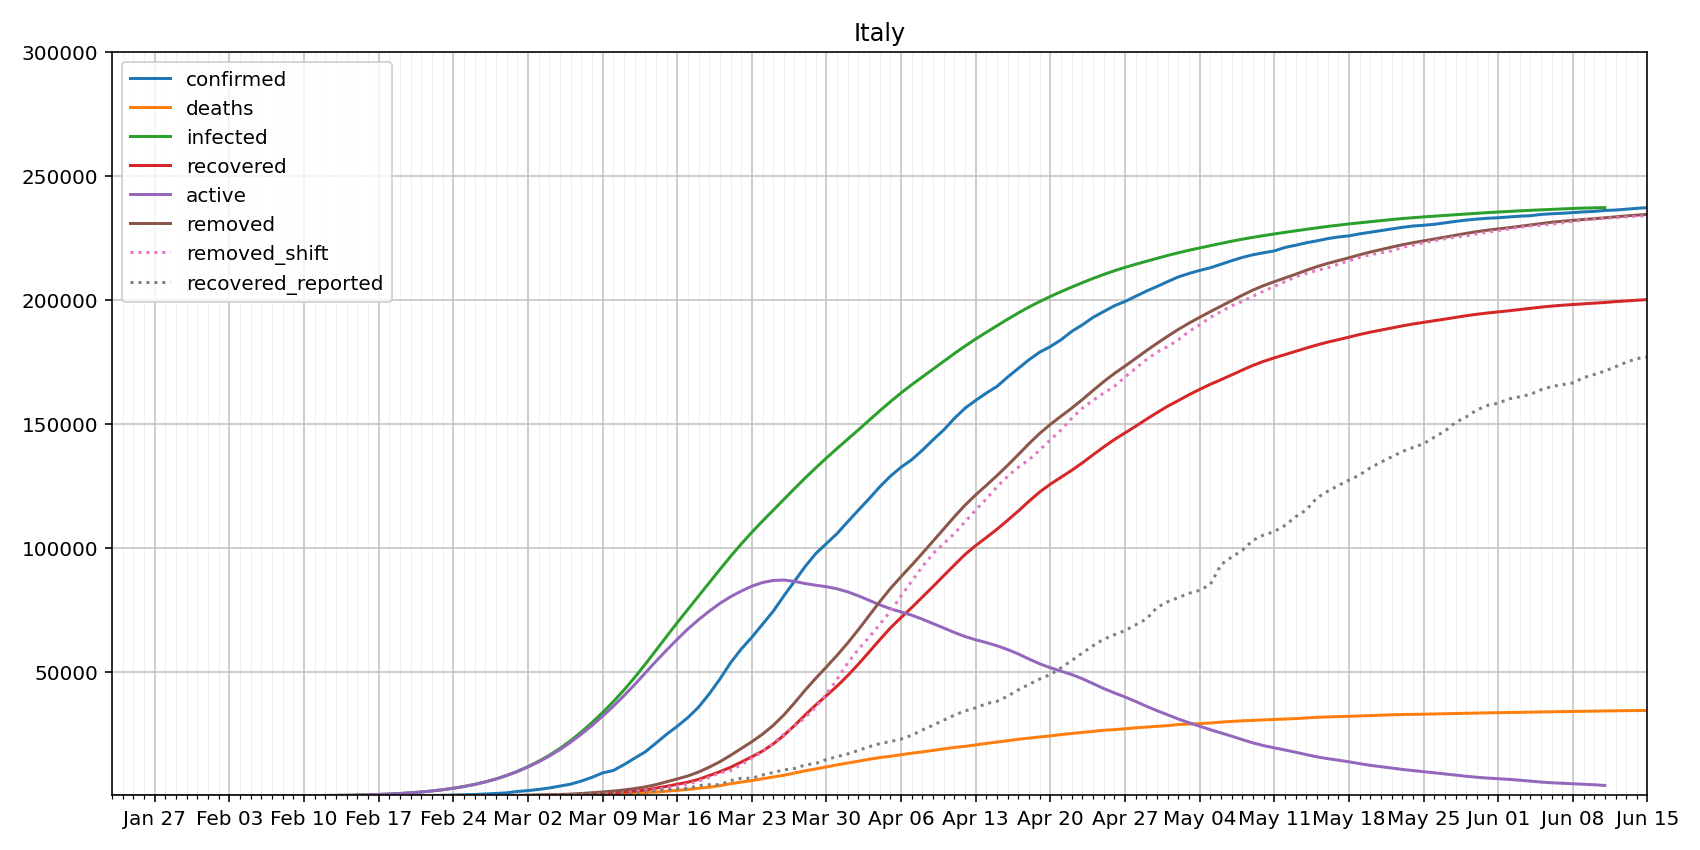 Italy
300000
250000
200000
150000
100000
50000
confirmed
deaths
infected
recovered
active
removed
removed_shift
recovered_reported
Jan 27 Feb 03 Feb 10 Feb 17 Feb 24 Mar 02 Mar 09 Mar 16 Mar 23 Mar 30 Apr 06 Apr 13 Apr 20 Apr 27 May 04 May 11 May 18 May 25 Jun 01 Jun 08 Jun 15